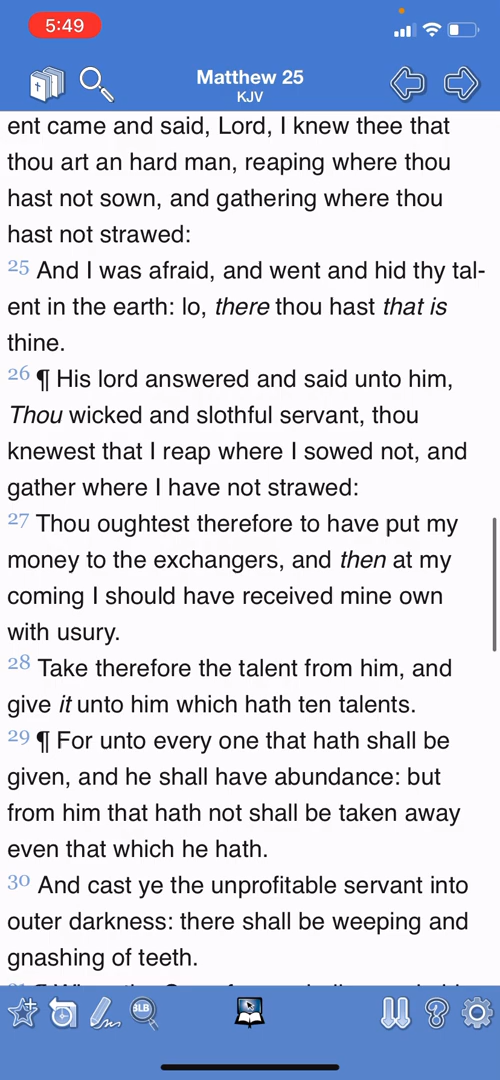 5:49
Matthew 25
KJV
ent came and said, Lord, I knew thee that
thou art an hard man, reaping where thou
hast not sown, and gathering where thou
hast not strawed:
25 And I was afraid, and went and hid thy tal-
ent in the earth: lo, there thou hast that is
thine.
26 ¶ His lord answered and said unto him,
Thou wicked and slothful servant, thou
knewest that I reap where I sowed not, and
gather where I have not strawed:
27 Thou oughtest therefore to have put my
money to the exchangers, and then at my
coming I should have received mine own
with usury.
28 Take therefore the talent from him, and
give it unto him which hath ten talents.
29 ¶ For unto every one that hath shall be
given, and he shall have abundance: but
from him that hath not shall be taken away
even that which he hath.
30 And cast ye the unprofitable servant into
outer darkness: there shall be weeping and
gnashing of teeth.
BLB